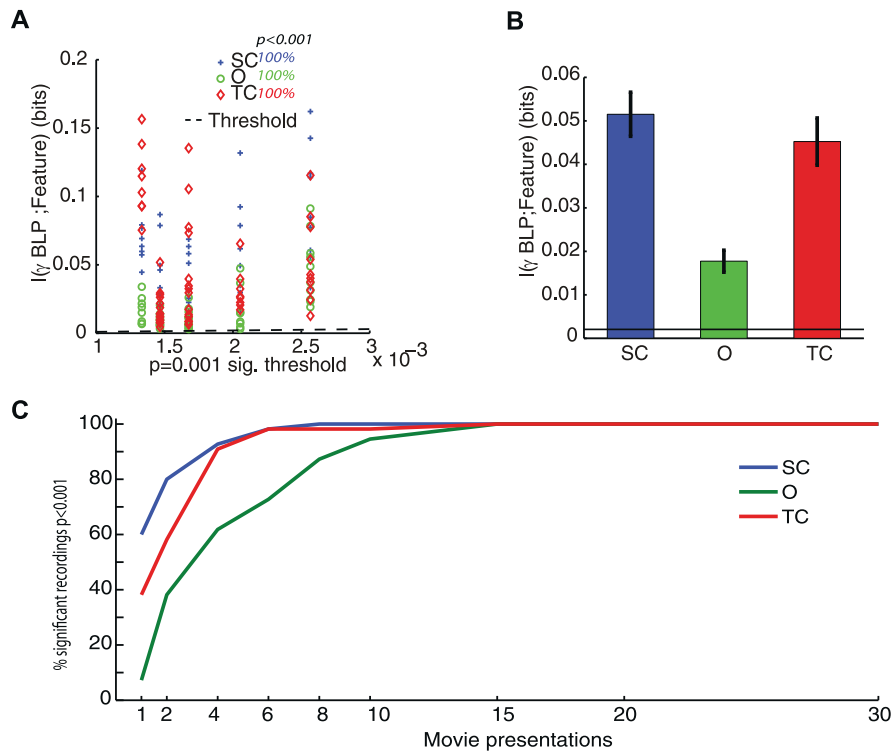 A
p<0.001
SC 100%
O 100%
TC 100%
Threshold
I(γ BLP ;Feature) (bits)
0.2
0.15
0.1
0.05
0
1
1.5
2
2.5
3
x 10⁻³
p=0.001 sig. threshold
B
I(γ BLP;Feature) (bits)
0.06
0.05
0.04
0.02
0.01
0
SC
O
TC
C
% significant recordings p<0.001
100
80
60
40
20
0
SC
O
TC
1 2 4 6 8 10 15 20 30
Movie presentations